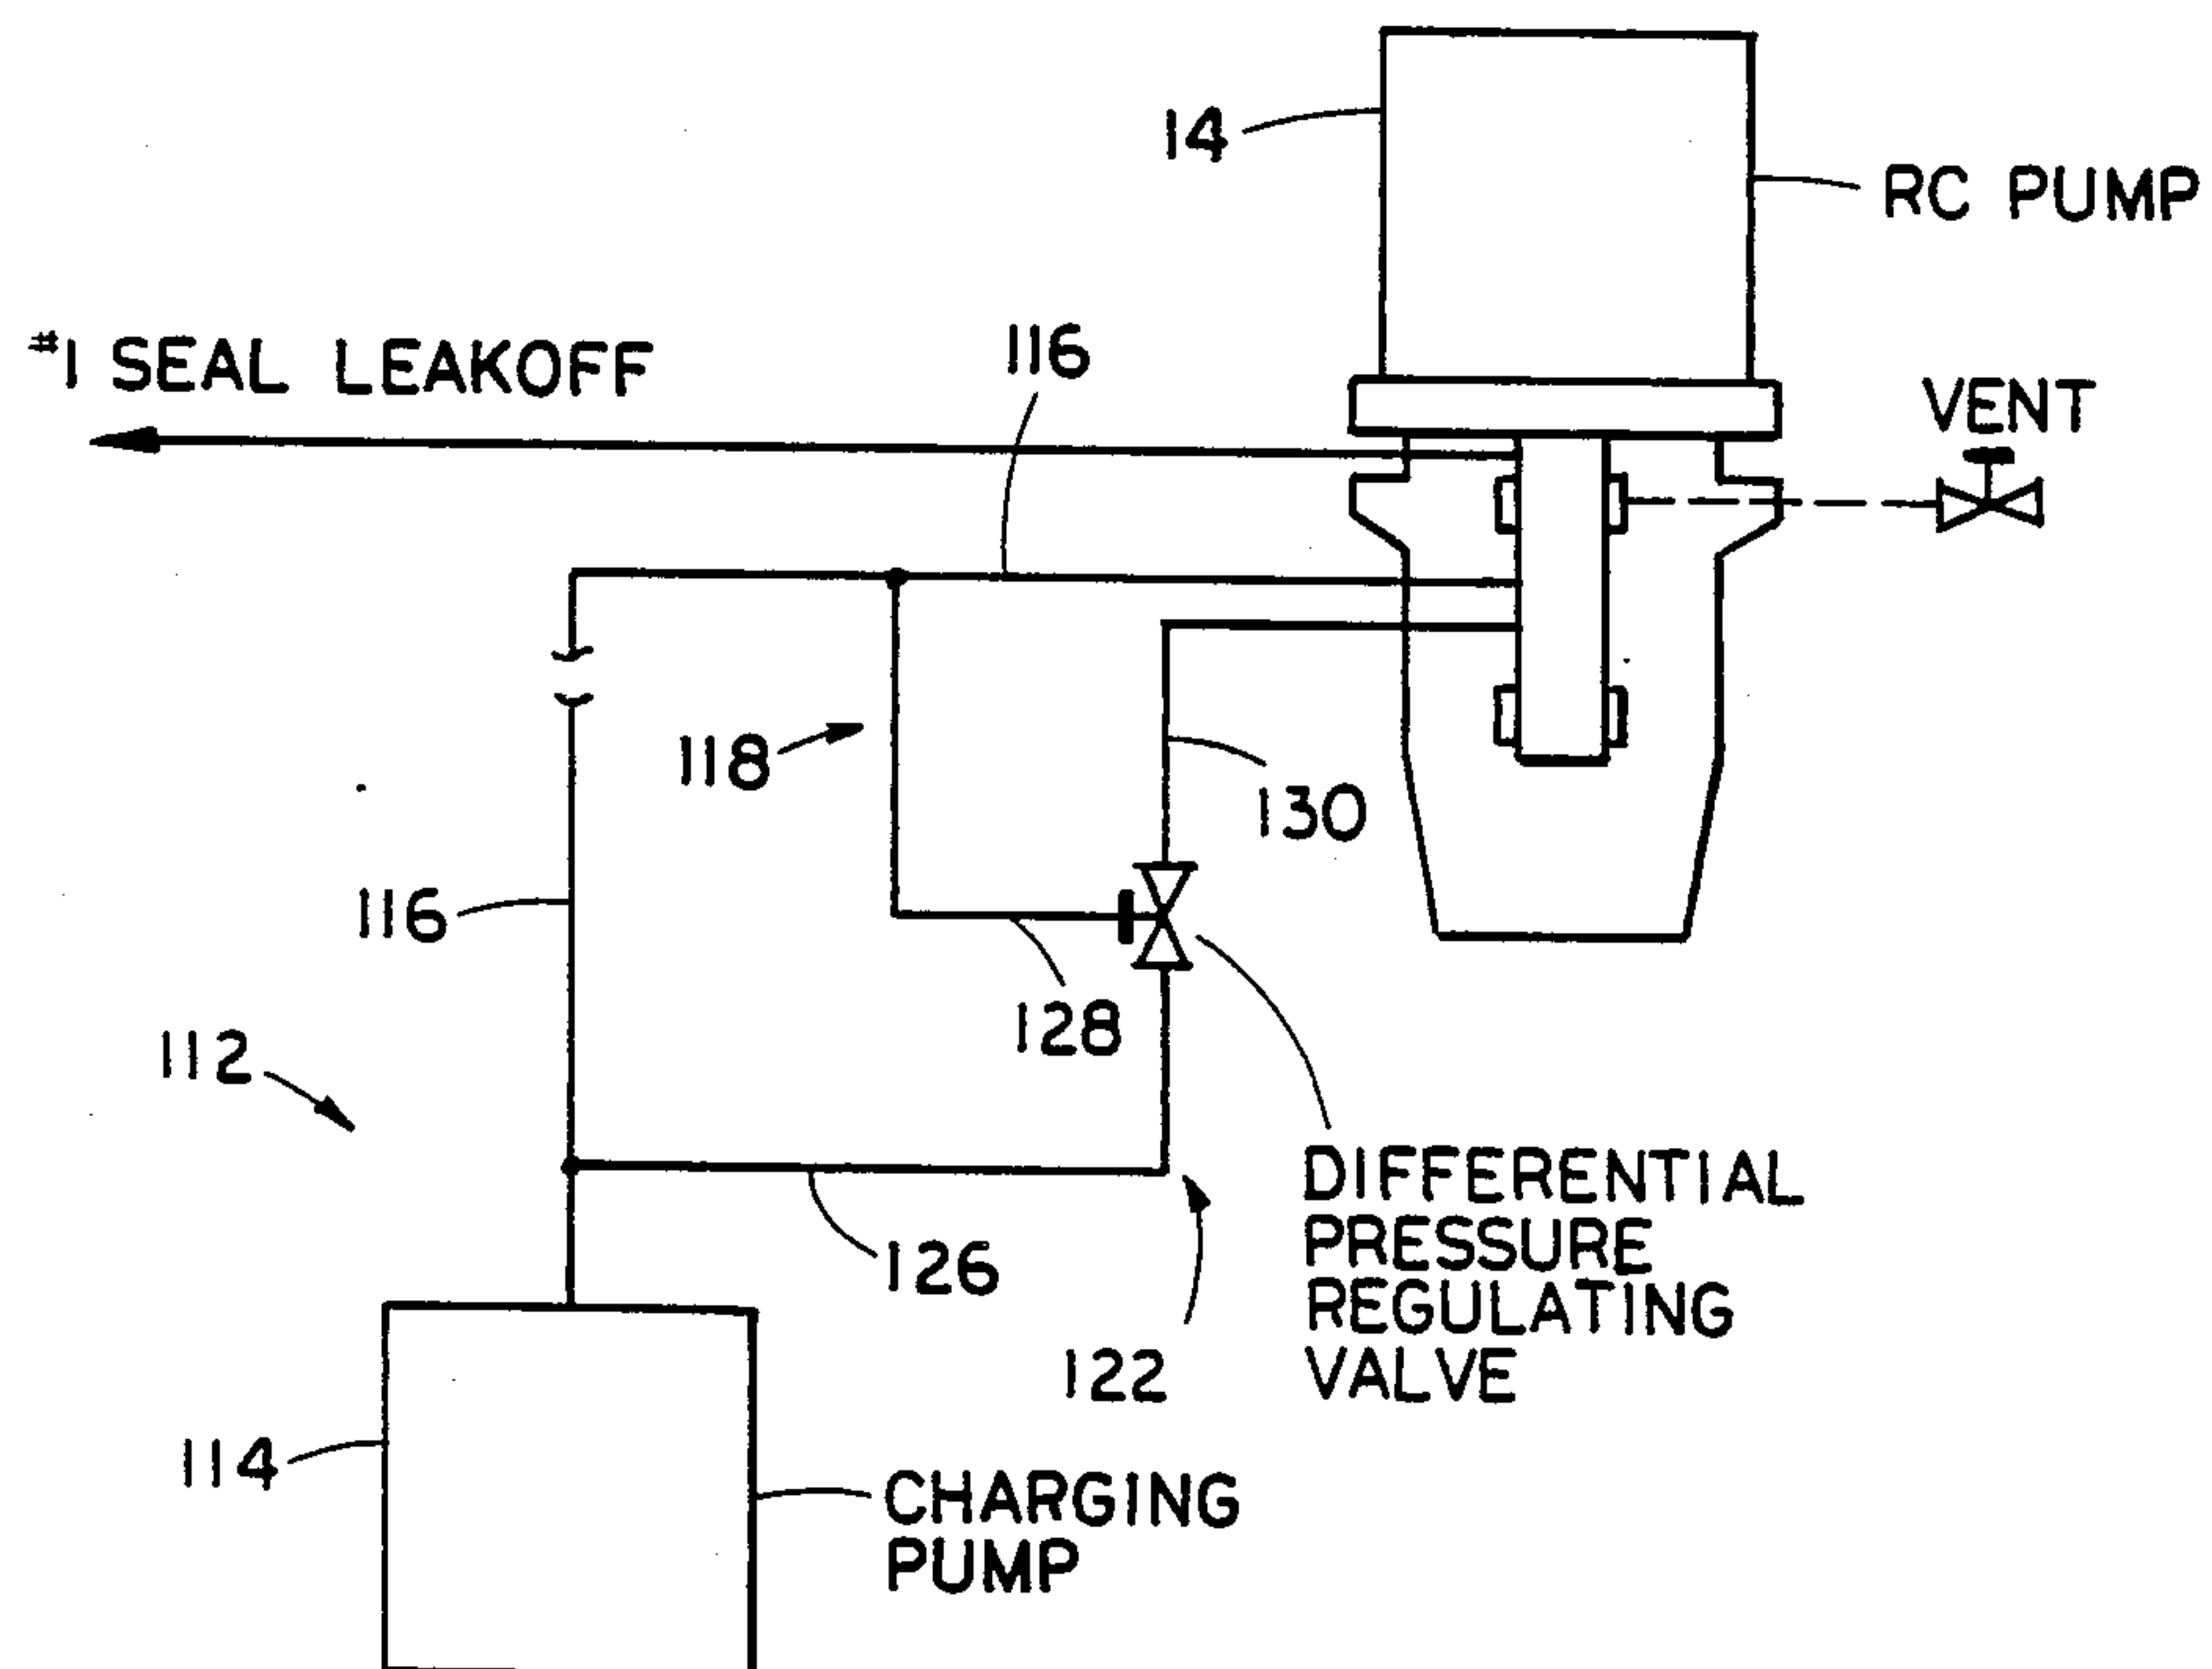 14
RC PUMP
#1 SEAL LEAKOFF
116
VENT
118
130
116
128
112
DIFFERENTIAL
PRESSURE
REGULATING
VALVE
126
122
114
CHARGING
PUMP